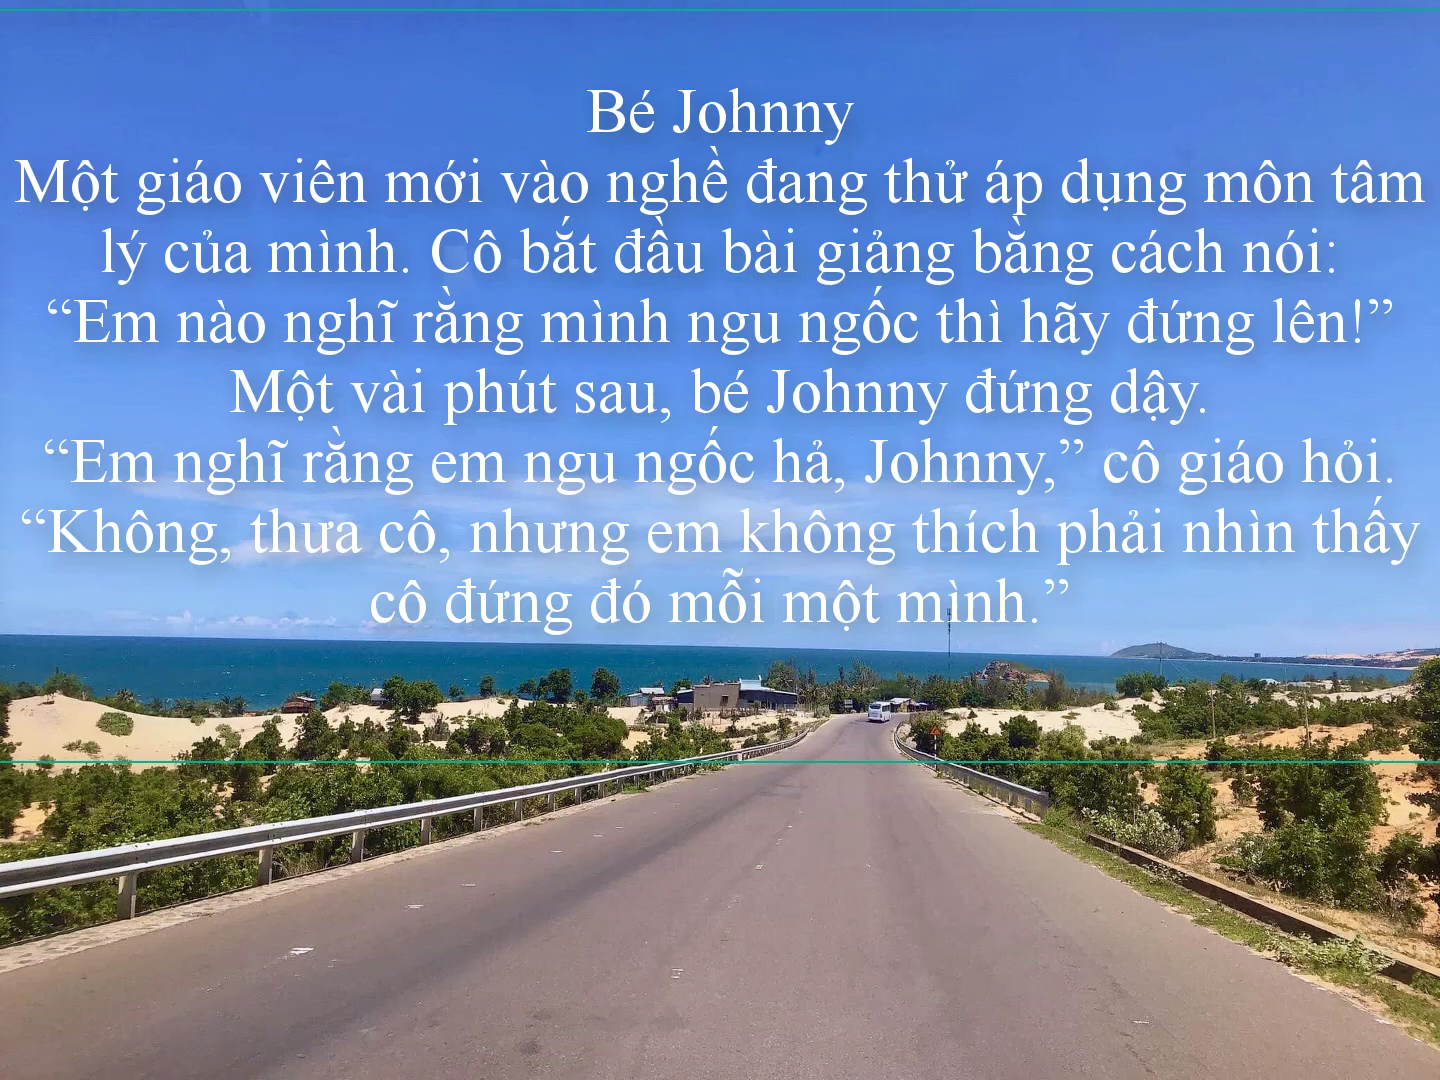 Bé Johnny
Một giáo viên mới vào nghề đang thử áp dụng môn tâm
lý của mình. Cô bắt đầu bài giảng bằng cách nói:
“Em nào nghĩ rằng mình ngu ngốc thì hãy đứng lên!”
Một vài phút sau, bé Johnny đứng dậy.
“Em nghĩ rằng em ngu ngốc hả, Johnny,” cô giáo hỏi.
“Không, thưa cô, nhưng em không thích phải nhìn thấy
cô đứng đó mỗi một mình.”